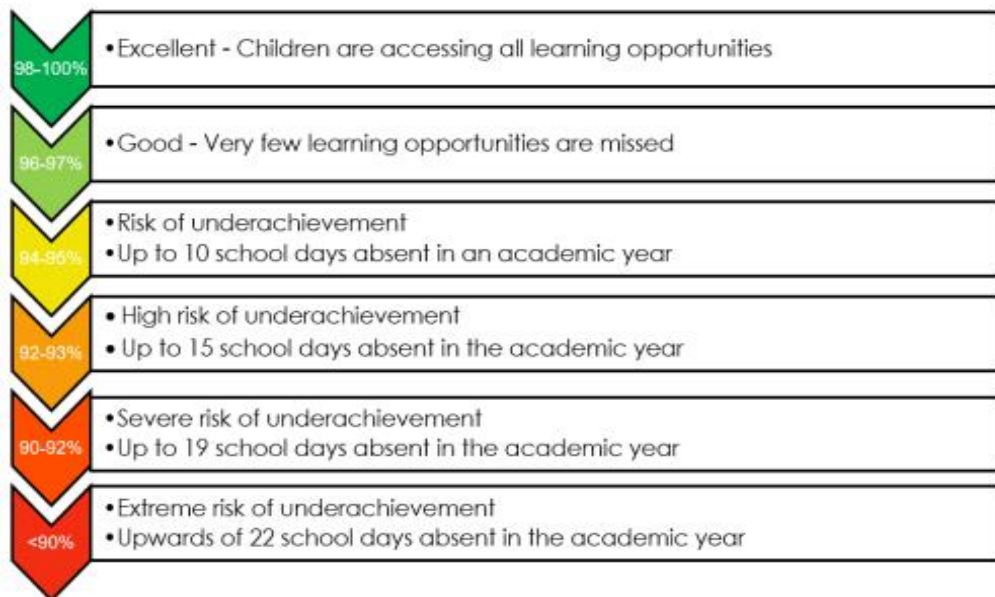 98-100%
•Excellent - Children are accessing all learning opportunities
96-97%
•Good - Very few learning opportunities are missed
94-95%
•Risk of underachievement
•Up to 10 school days absent in an academic year
92-93%
• High risk of underachievement
• Up to 15 school days absent in the academic year
90-92%
•Severe risk of underachievement
•Up to 19 school days absent in the academic year
<90%
•Extreme risk of underachievement
•Upwards of 22 school days absent in the academic year